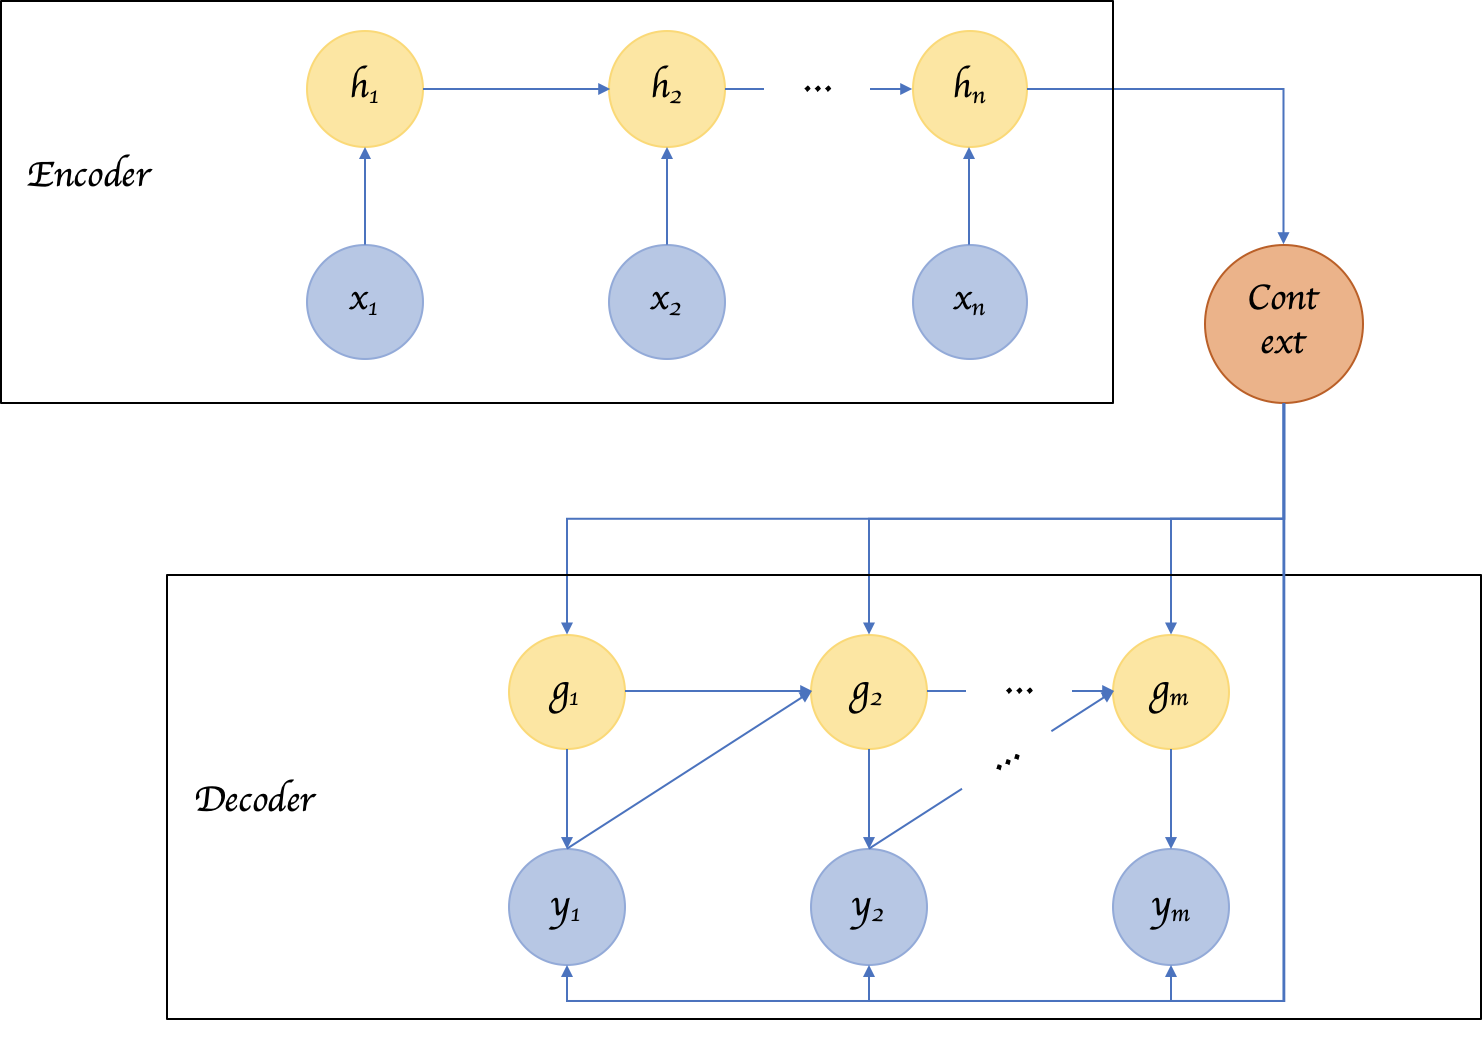 h1
h2
...
hn
Encoder
x1
x2
xn
Cont
ext
g1
g2
...
gm
...
Decoder
y1
y2
ym